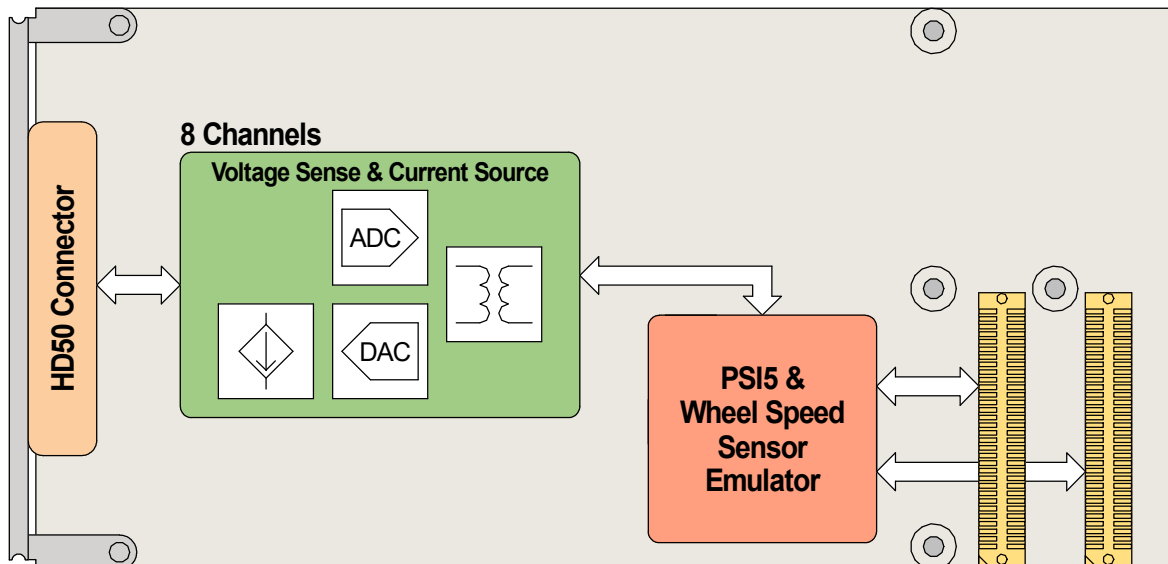 8 Channels
Voltage Sense & Current Source
HD50 Connector
ADC
DAC
PSI5 &
Wheel Speed
Sensor
Emulator